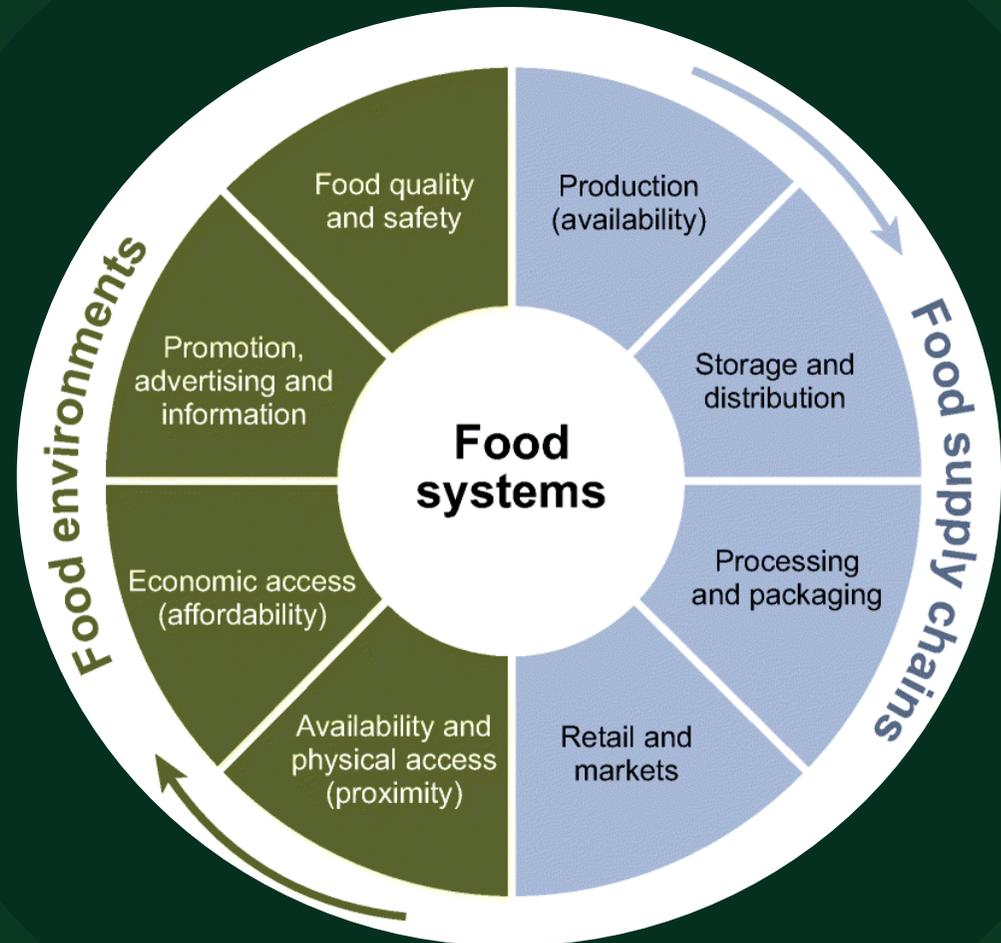 Food
systems
Food supply chains
Production
(availability)
Storage and
distribution
Processing
and packaging
Retail and
markets
Food environments
Availability and
physical access
(proximity)
Economic access
(affordability)
Promotion,
advertising and
information
Food quality
and safety